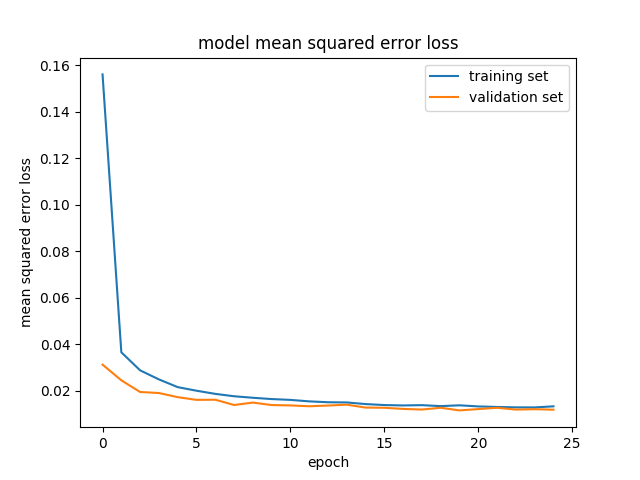 model mean squared error loss
training set
validation set
mean squared error loss
0.16
0.14
0.12
0.10
0.08
0.06
0.04
0.02
0
5
10
15
20
25
epoch